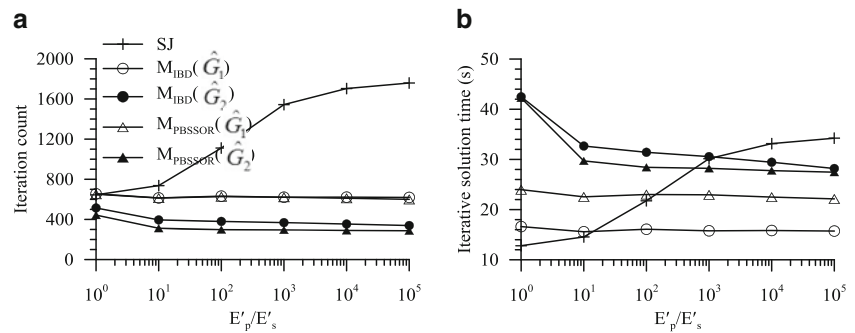 a
SJ
M_IBD( Ĝ_1)
M_IBD( Ĝ_2)
M_PBSSOR( Ĝ_1)
M_PBSSOR( Ĝ_2)
Iteration count
2000
1600
1200
800
400
0
10^0 10^1 10^2 10^3 10^4 10^5
E'_p/E'_s
b
Iterative solution time (s)
50
40
30
20
10
10^0 10^1 10^2 10^3 10^4 10^5
E'_p/E'_s